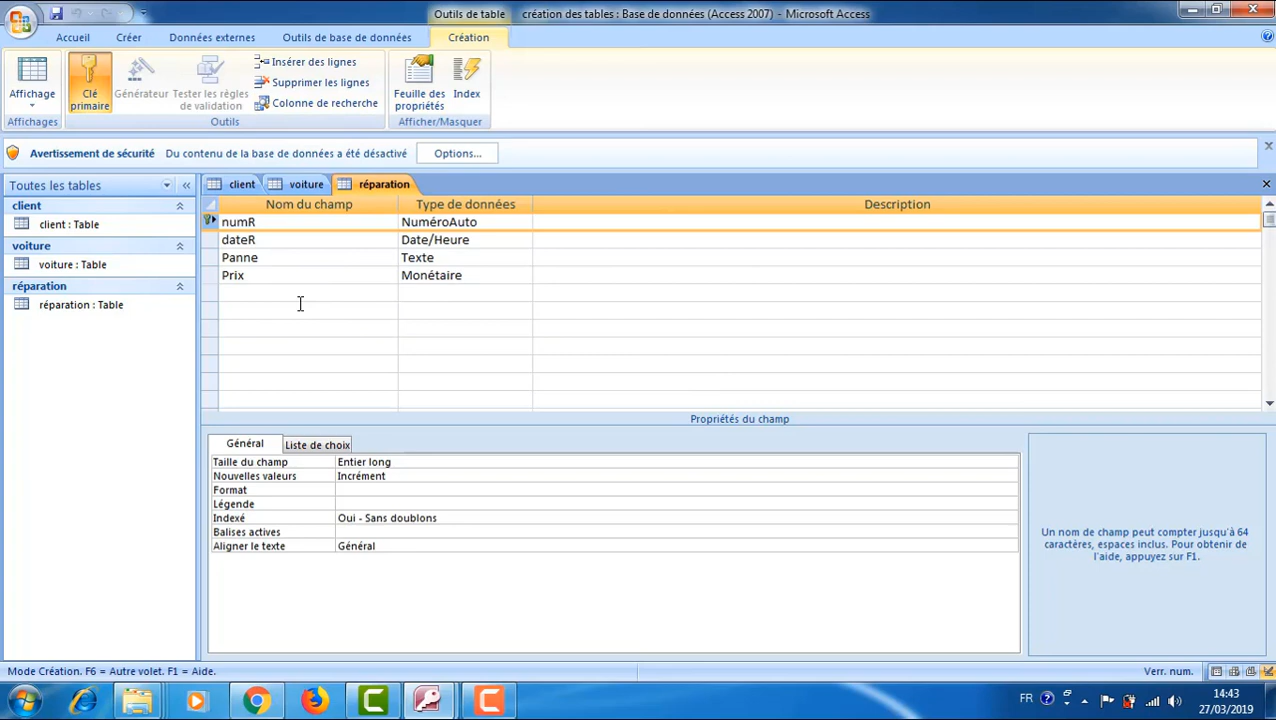 Outils de table création des tables : Base de données (Access 2007) - Microsoft Access
Accueil Créer Données externes Outils de base de données Création
Affichage
Clé primaire
Générateur
Tester les règles de validation
Insérer des lignes
Supprimer les lignes
Colonne de recherche
Feuille des propriétés
Index
Affichages Outils Afficher/Masquer
Avertissement de sécurité Du contenu de la base de données a été désactivé Options...
Toutes les tables
client
client : Table
voiture
voiture : Table
réparation
réparation : Table
client voiture réparation
Nom du champ Type de données Description
numR NuméroAuto
dateR Date/Heure
Panne Texte
Prix Monétaire
Propriétés du champ
Général Liste de choix
Taille du champ Entier long
Nouvelles valeurs Incrément
Format
Légende
Indexé Oui - Sans doublons
Balises actives
Aligner le texte Général
Un nom de champ peut compter jusqu'à 64
caractères, espaces inclus. Pour obtenir de
l'aide, appuyez sur F1.
Mode Création. F6 = Autre volet. F1 = Aide. Verr. num.
FR 14:43
27/03/2019